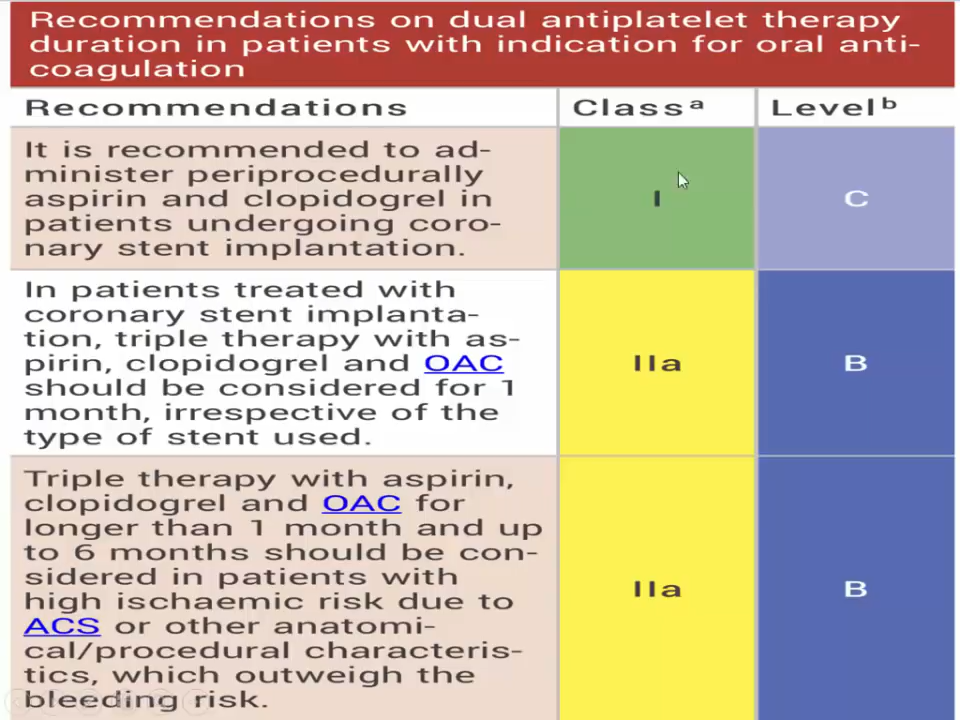 Recommendations on dual antiplatelet therapy
duration in patients with indication for oral anti-
coagulation
Recommendations Class a Level b
It is recommended to ad-
minister periprocedurally
aspirin and clopidogrel in
patients undergoing coro-
nary stent implantation.
I C
In patients treated with
coronary stent implanta-
tion, triple therapy with as-
pirin, clopidogrel and OAC
should be considered for 1
month, irrespective of the
type of stent used.
IIa B
Triple therapy with aspirin,
clopidogrel and OAC for
longer than 1 month and up
to 6 months should be con-
sidered in patients with
high ischaemic risk due to
ACS or other anatomi-
cal/procedural characteris-
tics, which outweigh the
bleeding risk.
IIa B